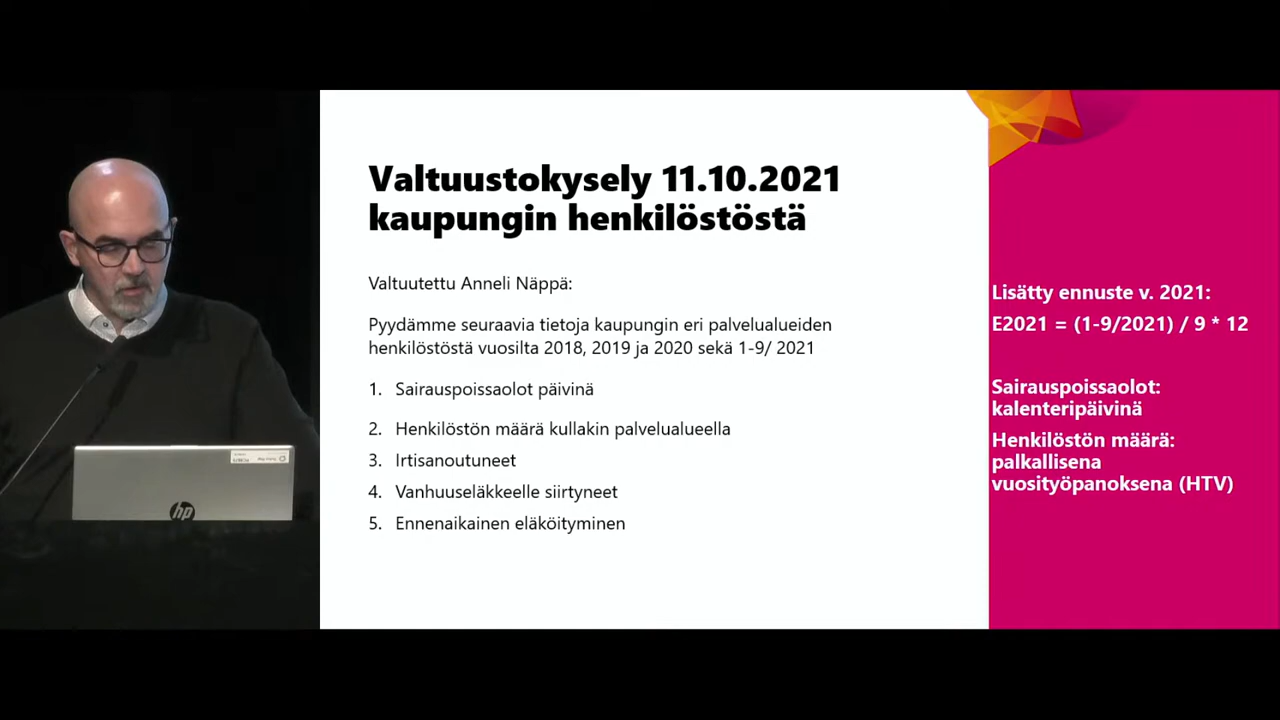 Valtuustokysely 11.10.2021
kaupungin henkilöstöstä
Valtuutettu Anneli Näppä:
Pyydämme seuraavia tietoja kaupungin eri palvelualueiden
henkilöstöstä vuosilta 2018, 2019 ja 2020 sekä 1-9/ 2021
1. Sairauspoissaolot päivinä
2. Henkilöstön määrä kullakin palvelualueella
3. Irtisanoutuneet
4. Vanhuuseläkkeelle siirtyneet
5. Ennenaikainen eläköityminen
Lisätty ennuste v. 2021:
E2021 = (1-9/2021) / 9 * 12
Sairauspoissaolot:
kalenteripäivinä
Henkilöstön määrä:
palkallisena
vuosityöpanoksena (HTV)
hp